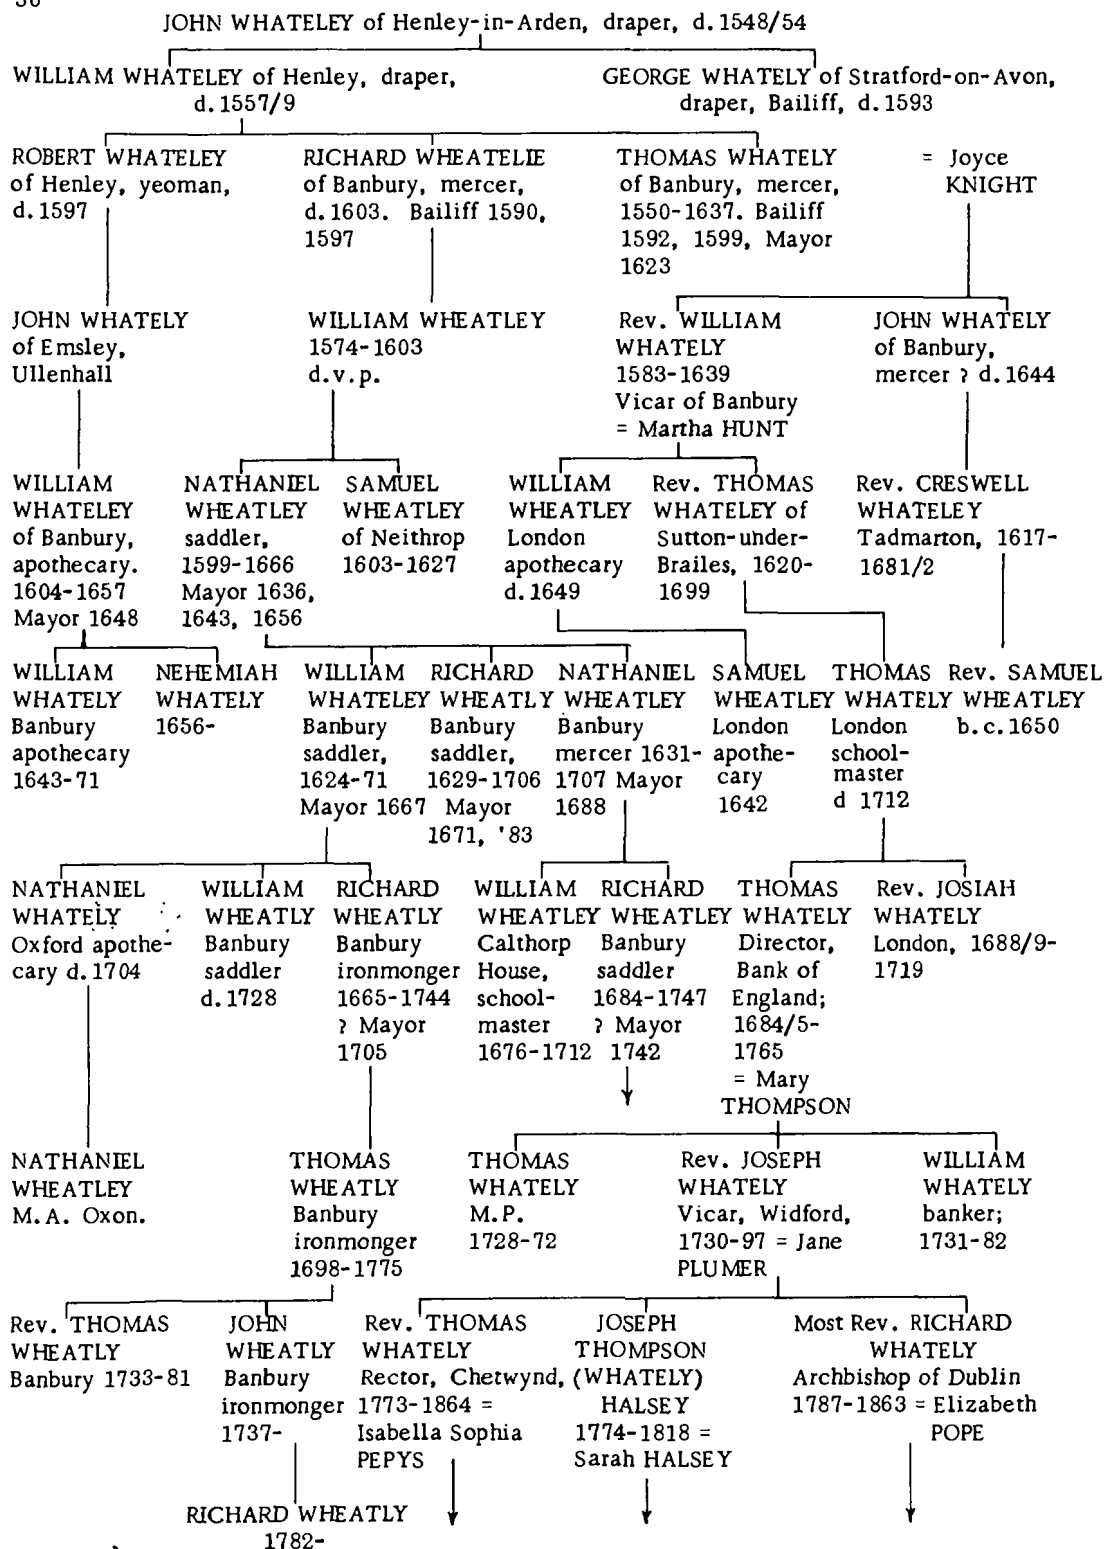 JOHN WHATELEY of Henley-in-Arden, draper, d.1548/54
WILLIAM WHATELEY of Henley, draper,
d.1557/9
GEORGE WHATELY of Stratford-on-Avon,
draper, Bailiff, d.1593
ROBERT WHATELEY
of Henley, yeoman,
d.1597
RICHARD WHEATELIE
of Banbury, mercer,
d.1603. Bailiff 1590,
1597
THOMAS WHATELY
of Banbury, mercer,
1550-1637. Bailiff
1592, 1599, Mayor
1623
= Joyce
KNIGHT
JOHN WHATELY
of Emsley,
Ullenhall
WILLIAM WHEATLEY
1574-1603
d.v.p.
Rev. WILLIAM
WHATELY
1583-1639
Vicar of Banbury
= Martha HUNT
JOHN WHATELY
of Banbury,
mercer ? d.1644
WILLIAM
WHATELEY
of Banbury,
apothecary.
1604-1657
Mayor 1648
NATHANIEL
WHEATLEY
saddler,
1599-1666
Mayor 1636,
1643, 1656
SAMUEL
WHEATLEY
of Neithrop
1603-1627
WILLIAM
WHEATLEY
London
apothecary
d.1649
Rev. THOMAS
WHATELEY of
Sutton-under-
Brailes, 1620-
1699
Rev. CRESWELL
WHATELEY
Tadmarton, 1617-
1681/2
WILLIAM
WHATELY
Banbury
apothecary
1643-71
NEHEMIAH
WHATELY
1656-
WILLIAM
WHATELEY
Banbury
saddler,
1624-71
Mayor 1667
RICHARD
WHEATLY
Banbury
saddler,
1629-1706
Mayor
1671, '83
NATHANIEL
WHEATLEY
Banbury
mercer 1631-
1707 Mayor
1688
SAMUEL
WHEATLEY
London
apothe-
cary
1642
THOMAS
WHATELY
London
school-
master
d 1712
Rev. SAMUEL
WHEATLEY
b.c.1650
NATHANIEL
WHATELY
Oxford apothe-
cary d.1704
WILLIAM
WHEATLY
Banbury
saddler
d.1728
RICHARD
WHEATLY
Banbury
ironmonger
1665-1744
? Mayor
1705
WILLIAM
WHEATLEY
Calthorp
House,
school-
master
1676-1712
RICHARD
WHEATLEY
Banbury
saddler
1684-1747
? Mayor
1742
THOMAS
WHATELY
Director,
Bank of
England;
1684/5-
1765
= Mary
THOMPSON
Rev. JOSIAH
WHATELY
London, 1688/9-
1719
NATHANIEL
WHEATLEY
M.A. Oxon.
THOMAS
WHEATLY
Banbury
ironmonger
1698-1775
THOMAS
WHATELY
M.P.
1728-72
Rev. JOSEPH
WHATELY
Vicar, Widford,
1730-97 = Jane
PLUMER
WILLIAM
WHATELY
banker;
1731-82
Rev. THOMAS
WHEATLY
Banbury 1733-81
JOHN
WHEATLY
Banbury
ironmonger
1737-
Rev. THOMAS
WHATELY
Rector, Chetwynd,
1773-1864 =
Isabella Sophia
PEPYS
JOSEPH
THOMPSON
(WHATELY)
HALSEY
1774-1818 =
Sarah HALSEY
Most Rev. RICHARD
WHATELY
Archbishop of Dublin
1787-1863 = Elizabeth
POPE
RICHARD WHEATLY
1782-